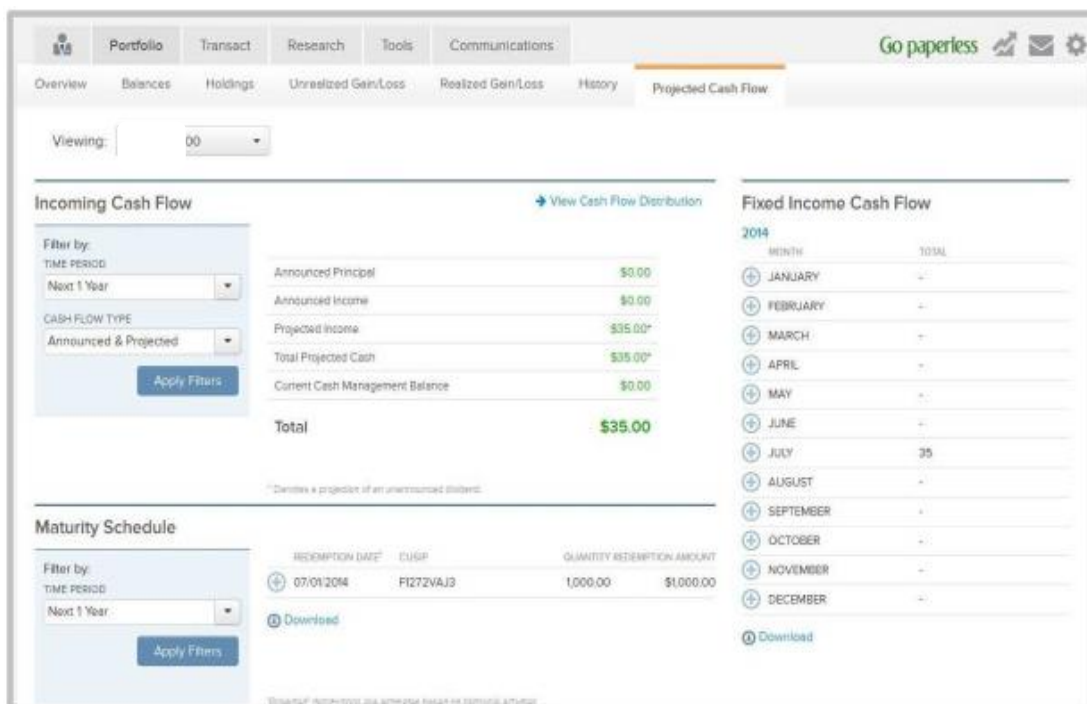 Portfolio Transact Research Tools Communications Go paperless
Overview Balances Holdings Unrealized Gain/Loss Realized Gain/Loss History Projected Cash Flow
Viewing: 00
Incoming Cash Flow
View Cash Flow Distribution
Filter by:
TIME PERIOD
Next 1 Year
CASH FLOW TYPE
Announced & Projected
Apply Filters
Announced Principal $0.00
Announced Income $0.00
Projected Income $35.00*
Total Projected Cash $35.00*
Current Cash Management Balance $0.00
Total $35.00
* Denotes a projection of an unannounced dividend.
Maturity Schedule
Filter by:
TIME PERIOD
Next 1 Year
Apply Filters
REDEMPTION DATE CUSIP QUANTITY REDEMPTION AMOUNT
07/01/2014 F1272VAJ3 1,000.00 $1,000.00
Download
Fixed Income Cash Flow
2014
MONTH TOTAL
JANUARY -
FEBRUARY -
MARCH -
APRIL -
MAY -
JUNE -
JULY 35
AUGUST -
SEPTEMBER -
OCTOBER -
NOVEMBER -
DECEMBER -
Download